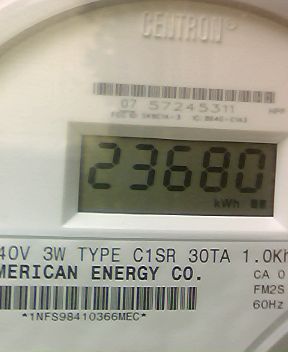 CENTRON
07 57245311
23680
kWh
40V 3W TYPE C1SR 30TA 1.0Kh
MERICAN ENERGY CO.
CA 0
FM2S
60Hz
*1NFS98410366MEC*